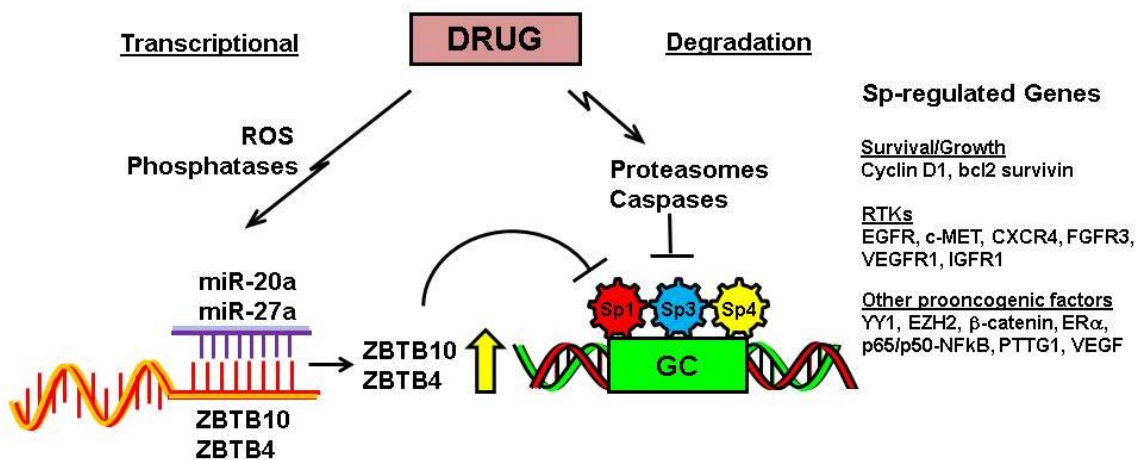 Transcriptional
DRUG
Degradation
ROS
Phosphatases
Proteasomes
Caspases
miR-20a
miR-27a
ZBTB10
ZBTB4
ZBTB10
ZBTB4
Sp1
Sp3
Sp4
GC
Sp-regulated Genes
Survival/Growth
Cyclin D1, bcl2 survivin
RTKs
EGFR, c-MET, CXCR4, FGFR3,
VEGFR1, IGFR1
Other prooncogenic factors
YY1, EZH2, β-catenin, ERα,
p65/p50-NFkB, PTTG1, VEGF